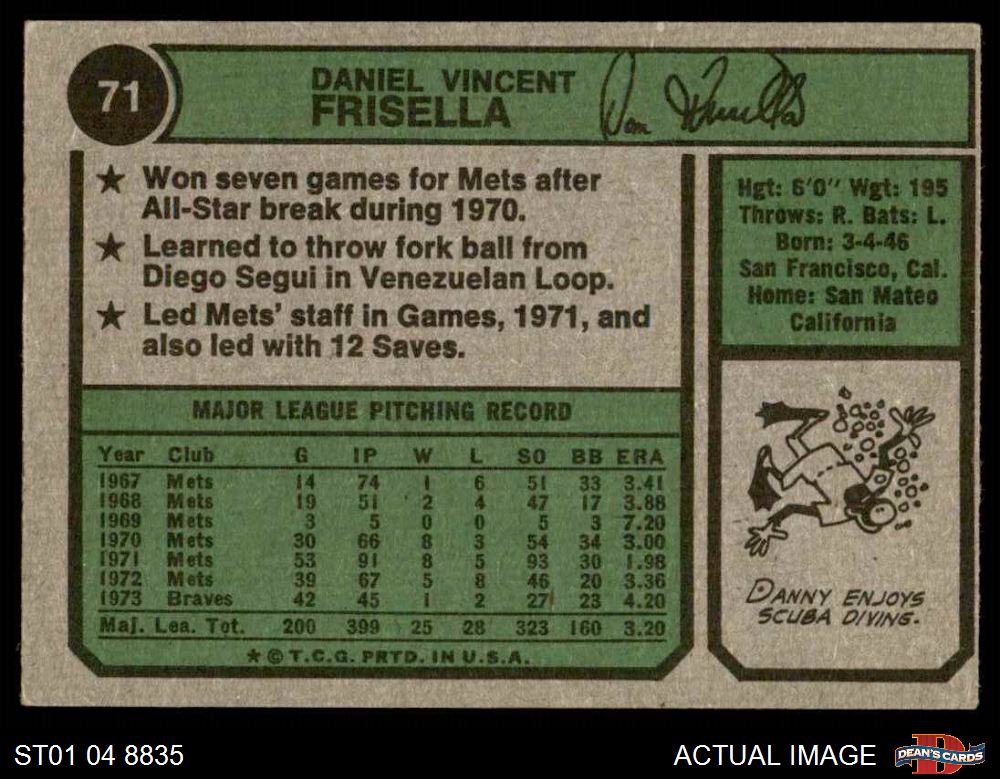 71
DANIEL VINCENT
FRISELLA
Dan Frisella
★ Won seven games for Mets after
All-Star break during 1970.
★ Learned to throw fork ball from
Diego Segui in Venezuelan Loop.
★ Led Mets' staff in Games, 1971, and
also led with 12 Saves.
Hgt: 6'0" Wgt: 195
Throws: R. Bats: L.
Born: 3-4-46
San Francisco, Cal.
Home: San Mateo
California
MAJOR LEAGUE PITCHING RECORD
Year Club G IP W L SO BB ERA
1967 Mets 14 74 1 6 51 33 3.41
1968 Mets 19 51 2 4 47 17 3.88
1969 Mets 3 5 0 0 5 3 7.20
1970 Mets 30 66 8 3 54 34 3.00
1971 Mets 53 91 8 5 93 30 1.98
1972 Mets 39 67 5 8 46 20 3.36
1973 Braves 42 45 1 2 27 23 4.20
Maj. Lea. Tot. 200 399 25 28 323 160 3.20
★ © T.C.G. PRTD. IN U.S.A.
DANNY ENJOYS
SCUBA DIVING.
ST01 04 8835
ACTUAL IMAGE
DEAN'S CARDS